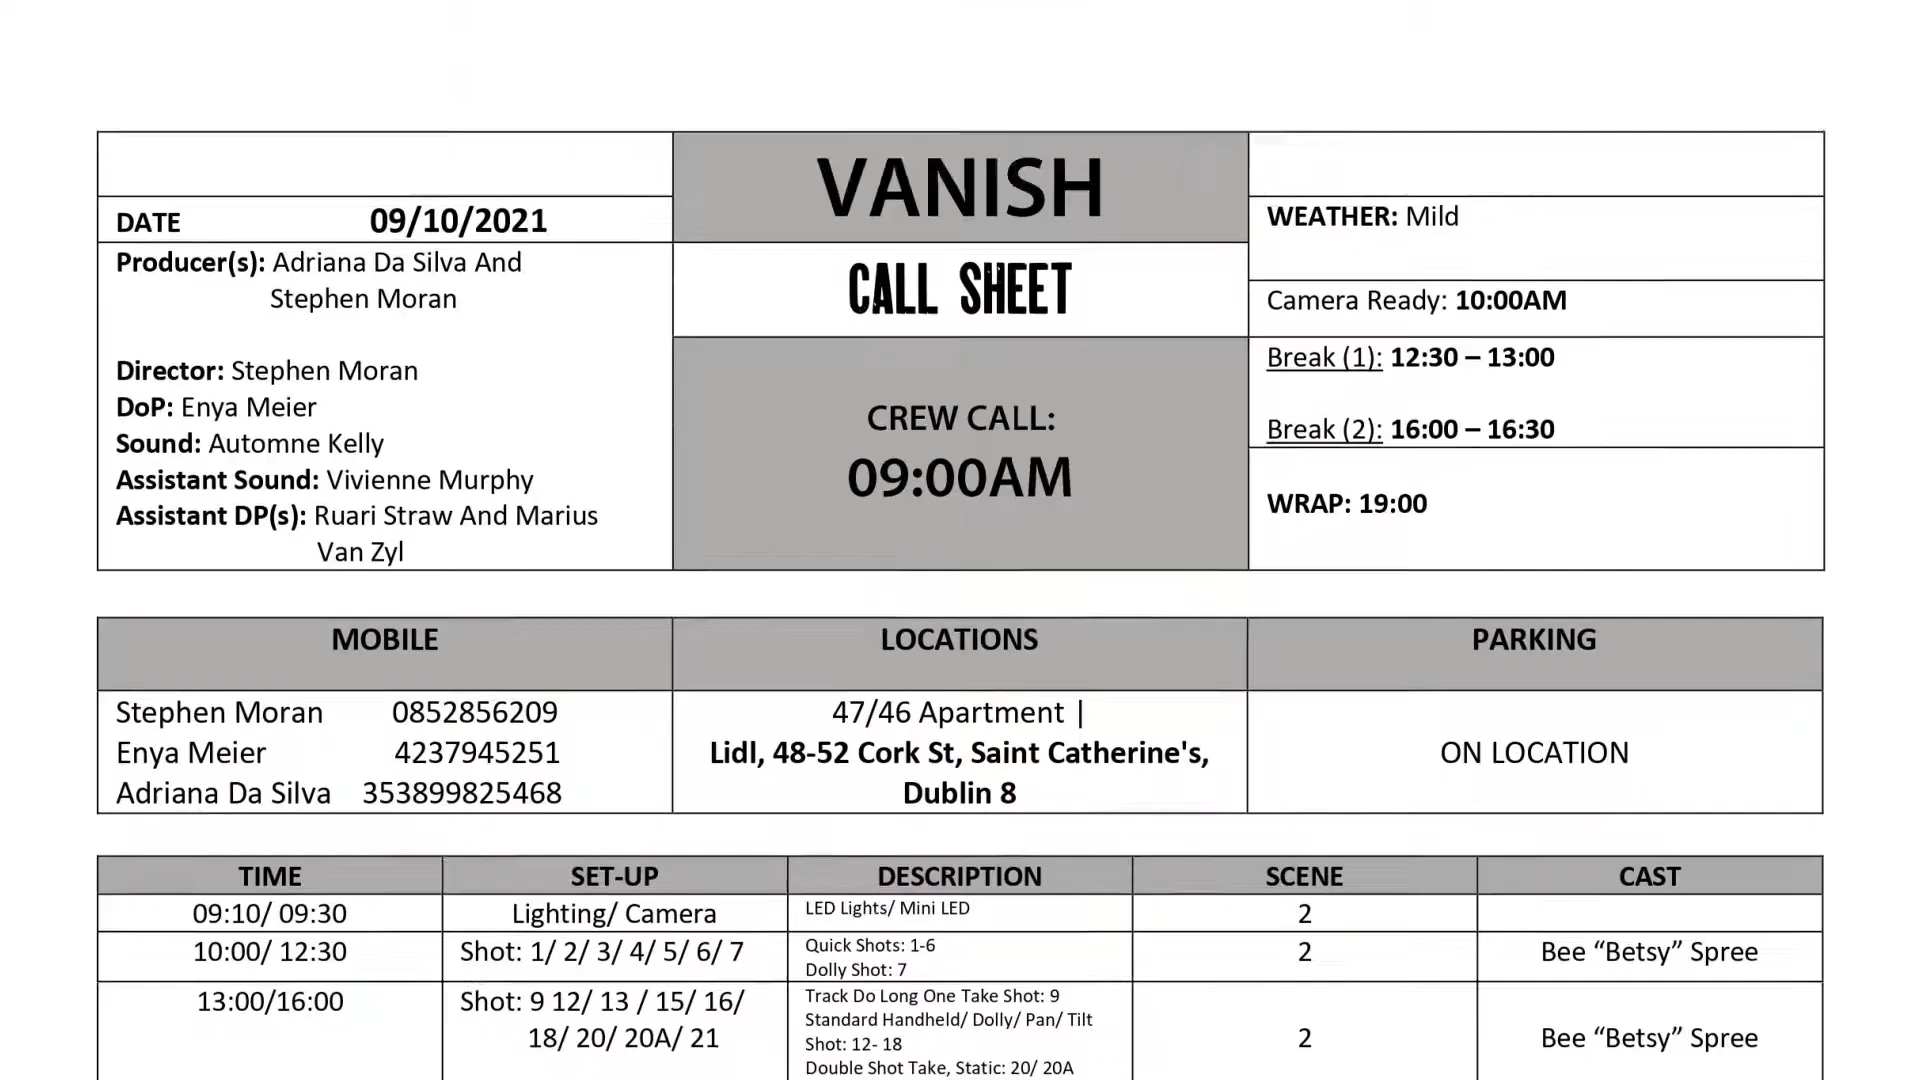 VANISH
DATE 09/10/2021
WEATHER: Mild
Producer(s): Adriana Da Silva And
Stephen Moran
CALL SHEET
Camera Ready: 10:00AM
Director: Stephen Moran
DoP: Enya Meier
Sound: Automne Kelly
Assistant Sound: Vivienne Murphy
Assistant DP(s): Ruari Straw And Marius
Van Zyl
CREW CALL:
09:00AM
Break (1): 12:30 – 13:00
Break (2): 16:00 – 16:30
WRAP: 19:00
MOBILE LOCATIONS PARKING
Stephen Moran 0852856209
Enya Meier 4237945251
Adriana Da Silva 353899825468
47/46 Apartment |
Lidl, 48-52 Cork St, Saint Catherine's,
Dublin 8
ON LOCATION
TIME SET-UP DESCRIPTION SCENE CAST
09:10/ 09:30 Lighting/ Camera LED Lights/ Mini LED 2
10:00/ 12:30 Shot: 1/ 2/ 3/ 4/ 5/ 6/ 7 Quick Shots: 1-6 2 Bee “Betsy” Spree
Dolly Shot: 7
13:00/16:00 Shot: 9 12/ 13 / 15/ 16/
18/ 20/ 20A/ 21
Track Do Long One Take Shot: 9
Standard Handheld/ Dolly/ Pan/ Tilt
Shot: 12- 18
Double Shot Take, Static: 20/ 20A
2 Bee “Betsy” Spree